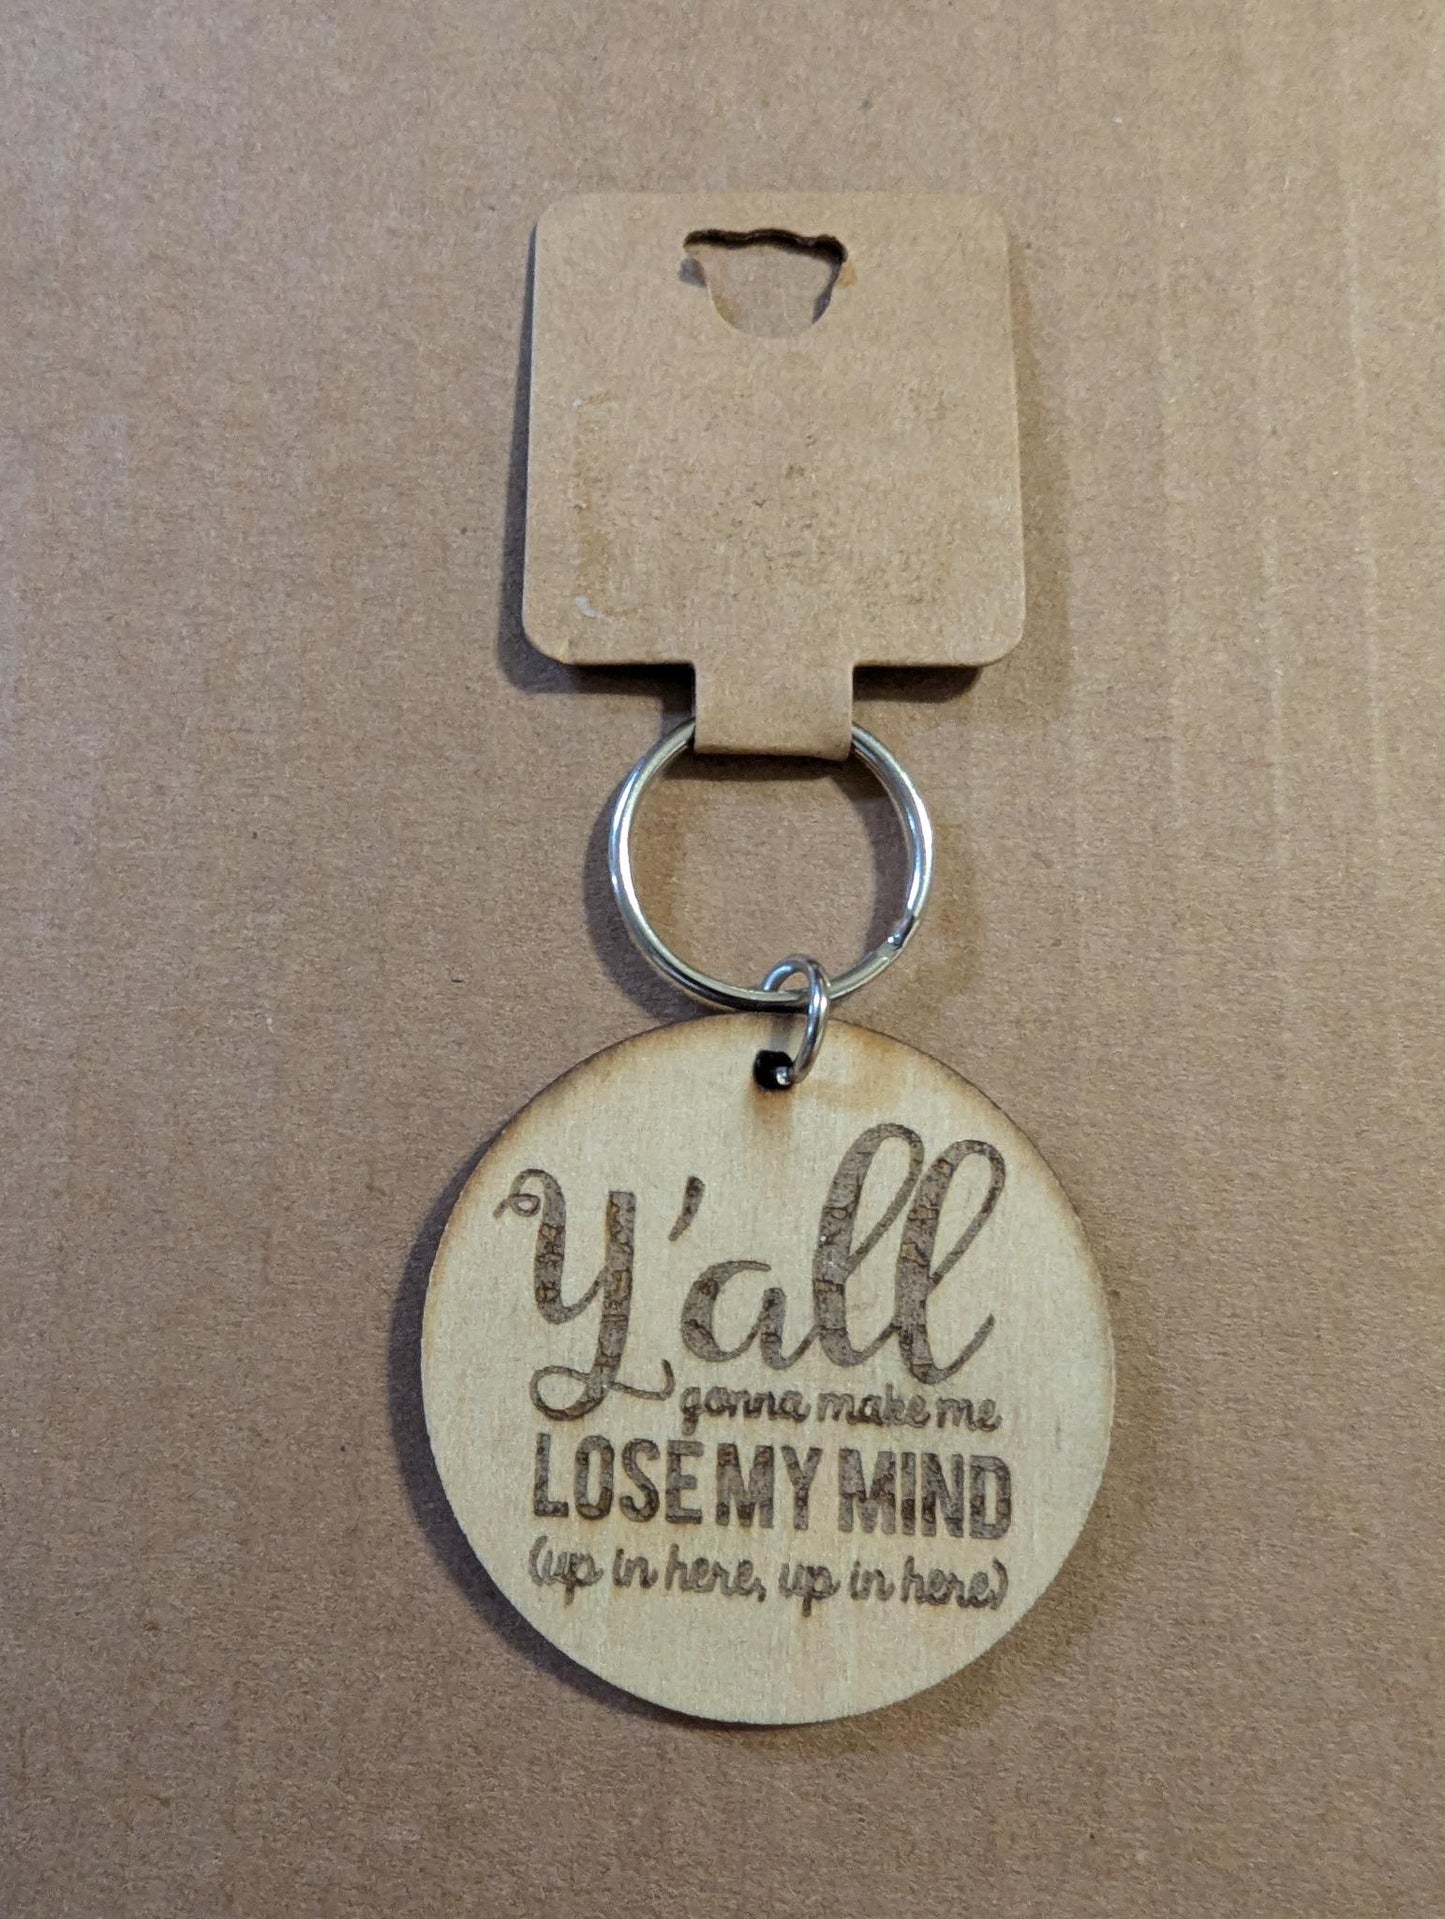 Y'all
gonna make me
LOSE MY MIND
(up in here, up in here)